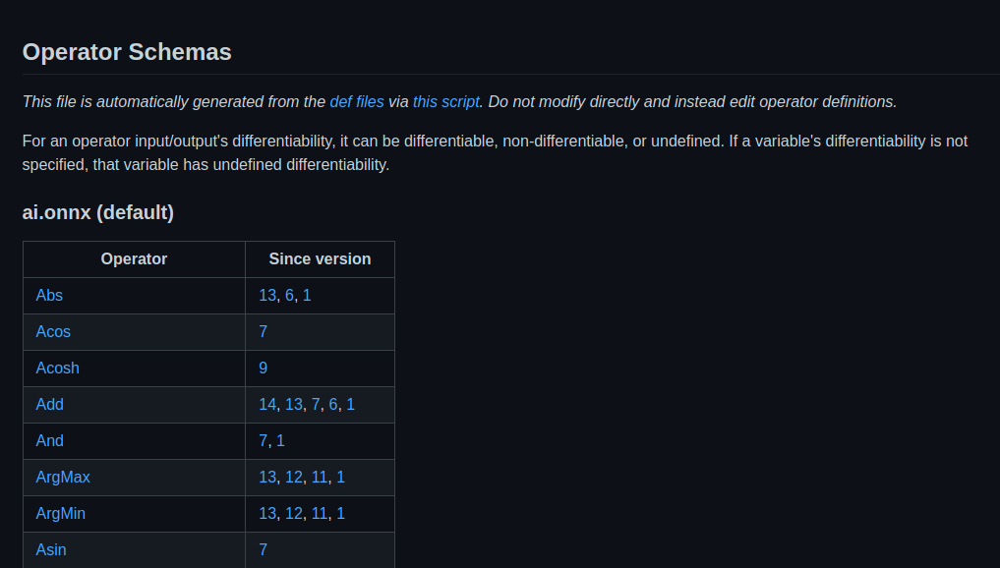 Operator Schemas
This file is automatically generated from the def files via this script. Do not modify directly and instead edit operator definitions.
For an operator input/output's differentiability, it can be differentiable, non-differentiable, or undefined. If a variable's differentiability is not
specified, that variable has undefined differentiability.
ai.onnx (default)
Operator Since version
Abs 13, 6, 1
Acos 7
Acosh 9
Add 14, 13, 7, 6, 1
And 7, 1
ArgMax 13, 12, 11, 1
ArgMin 13, 12, 11, 1
Asin 7